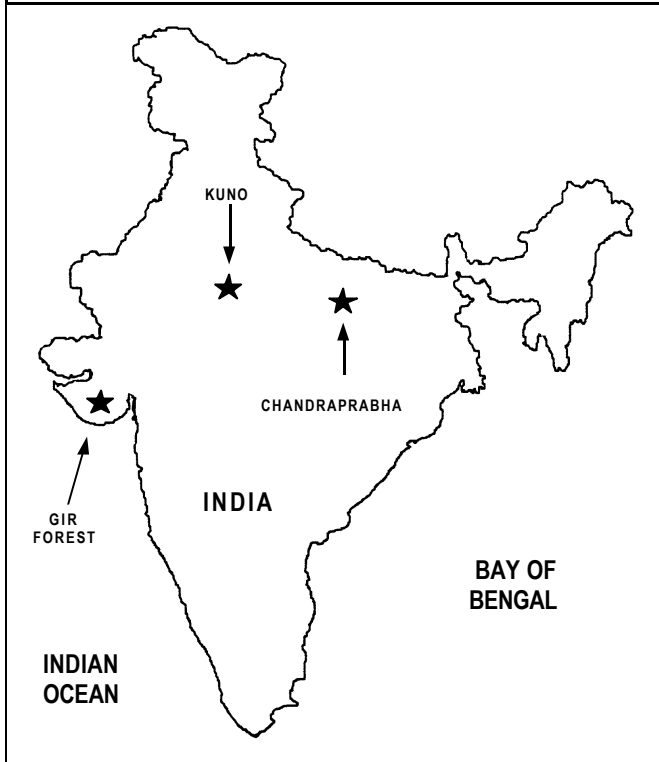 KUNO
CHANDRAPRABHA
GIR
FOREST
INDIA
BAY OF
BENGAL
INDIAN
OCEAN